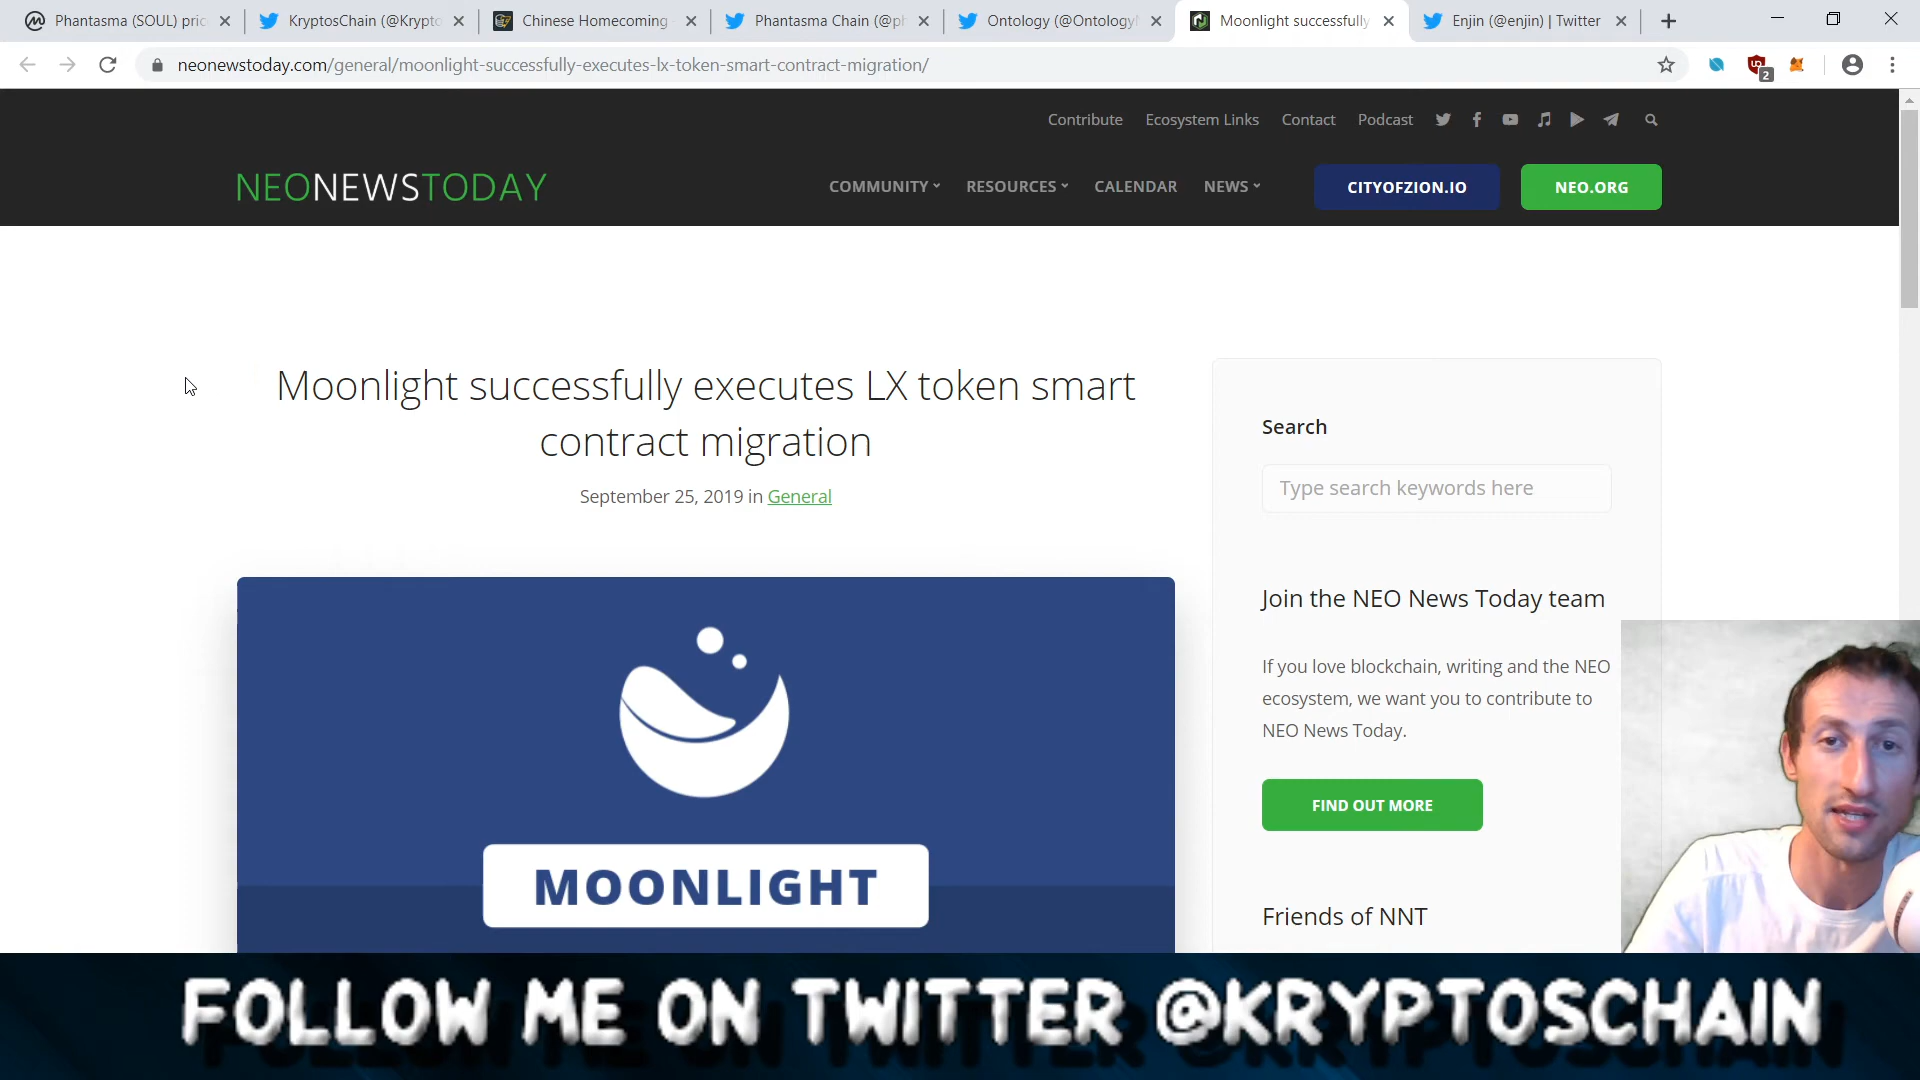 Phantasma (SOUL) pric
KryptosChain (@Krypto
Chinese Homecoming
Phantasma Chain (@ph
Ontology (@OntologyN
Moonlight successfully
Enjin (@enjin) | Twitter
neonewstoday.com/general/moonlight-successfully-executes-lx-token-smart-contract-migration/
2
Contribute Ecosystem Links Contact Podcast
NEONEWSTODAY
COMMUNITY RESOURCES CALENDAR NEWS CITYOFZION.IO NEO.ORG
Moonlight successfully executes LX token smart
contract migration
September 25, 2019 in General
MOONLIGHT
Search
Type search keywords here
Join the NEO News Today team
If you love blockchain, writing and the NEO
ecosystem, we want you to contribute to
NEO News Today.
FIND OUT MORE
Friends of NNT
FOLLOW ME ON TWITTER @KRYPTOSCHAIN